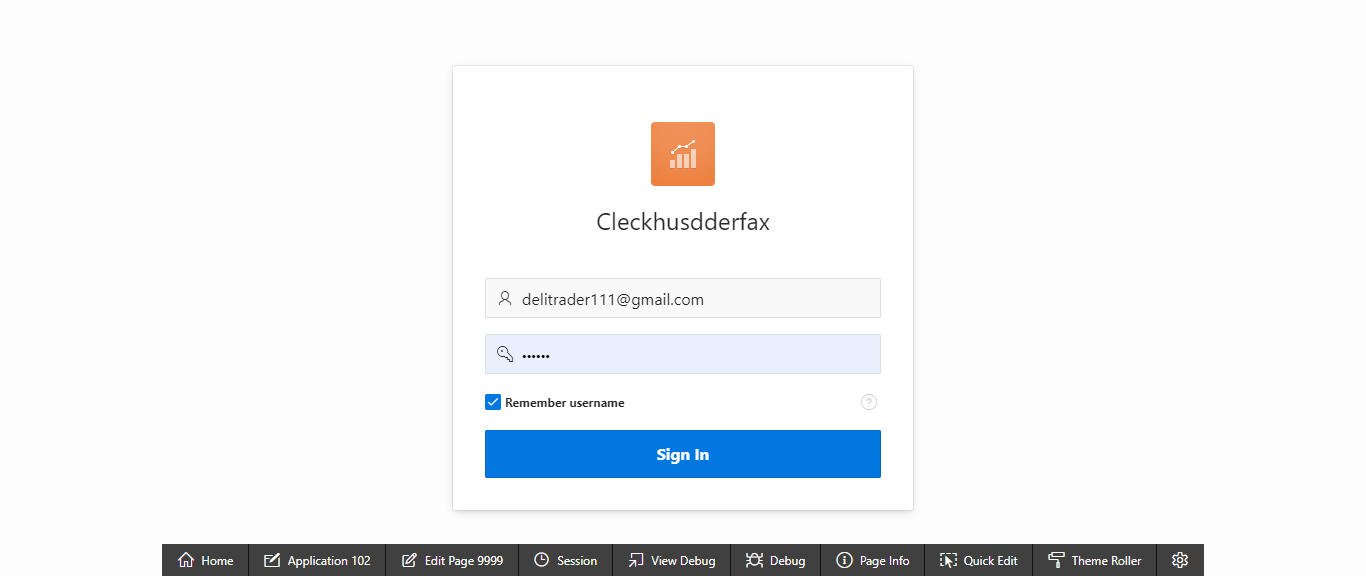 Cleckhusdderfax
delitrader111@gmail.com
••••••
Remember username ?
Sign In
Home Application 102 Edit Page 9999 Session View Debug Debug Page Info Quick Edit Theme Roller